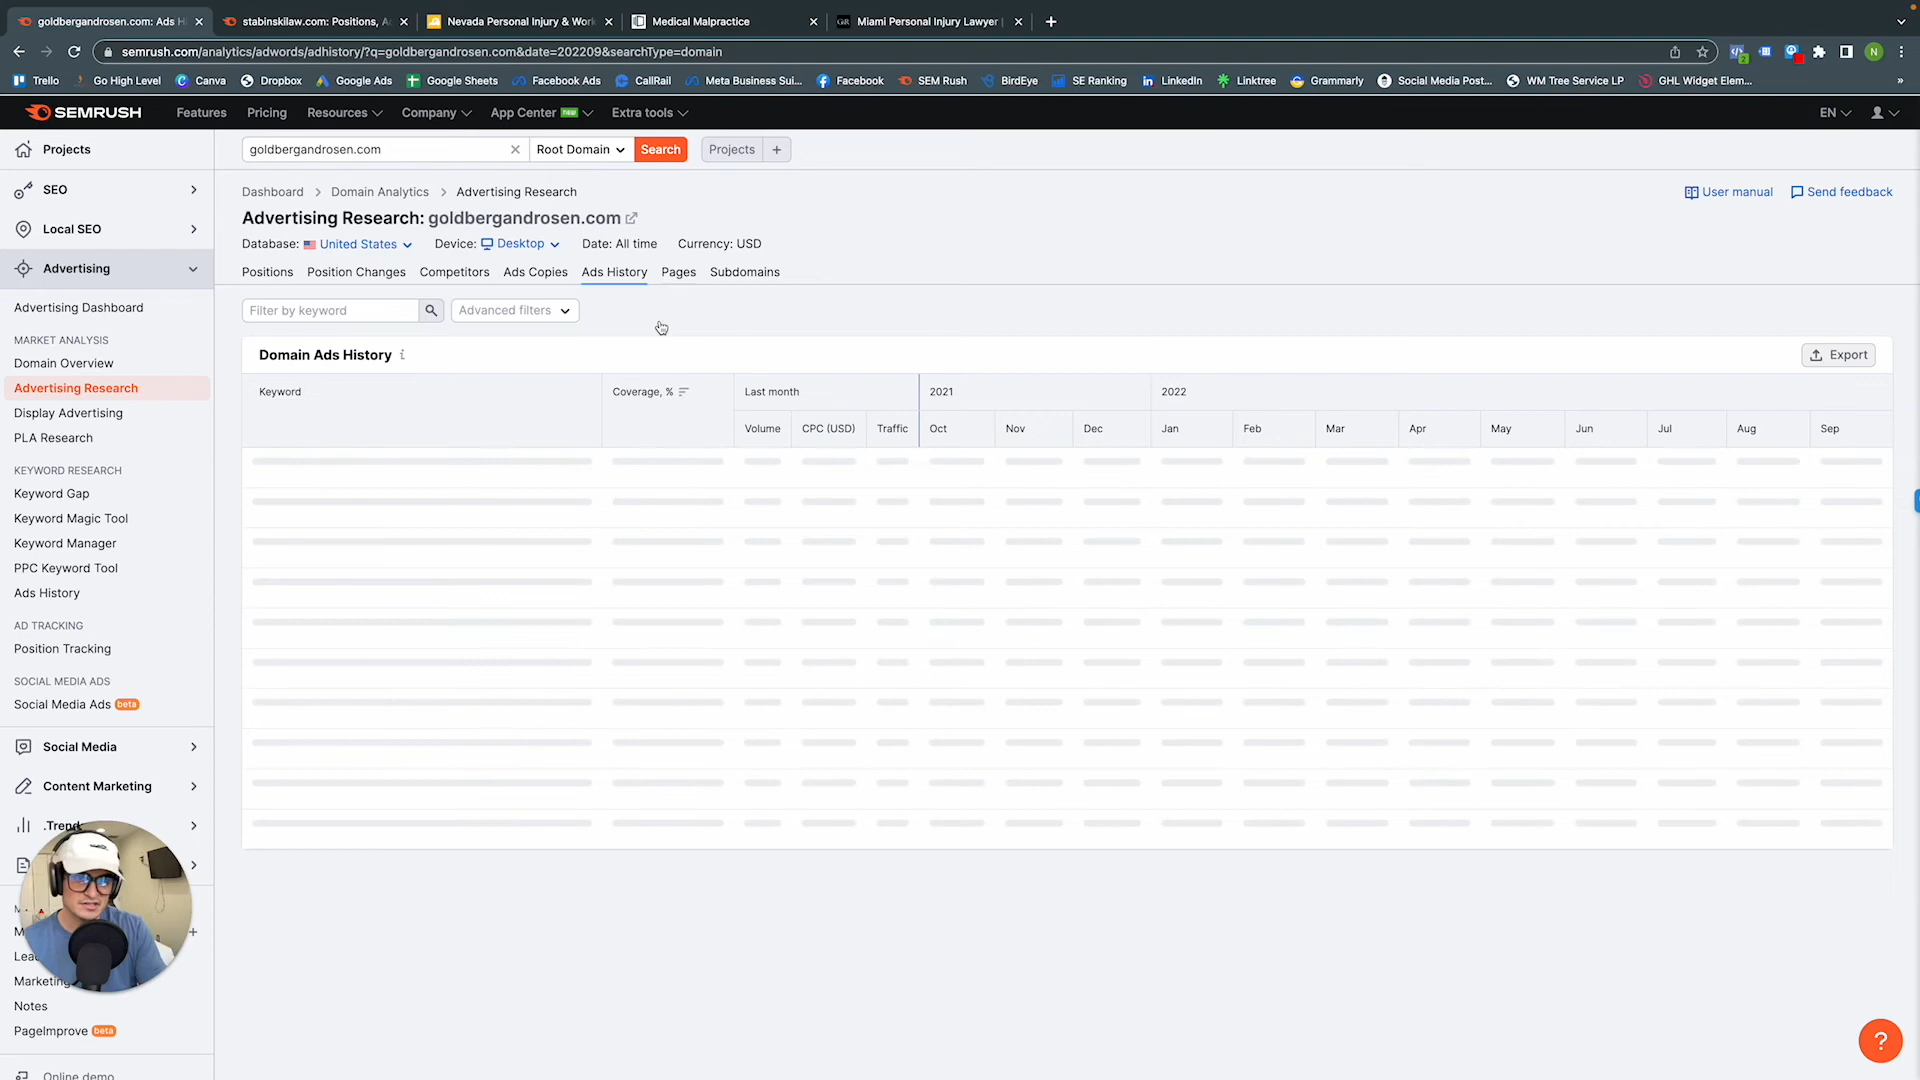 goldbergandrosen.com: Ads H
stabinskilaw.com: Positions, A
Nevada Personal Injury & Work
Medical Malpractice
GR Miami Personal Injury Lawyer |
semrush.com/analytics/adwords/adhistory/?q=goldbergandrosen.com&date=202209&searchType=domain
N
Trello
Go High Level
Canva
Dropbox
Google Ads
Google Sheets
Facebook Ads
CallRail
Meta Business Sui...
Facebook
SEM Rush
BirdEye
SE Ranking
LinkedIn
Linktree
Grammarly
Social Media Post...
WM Tree Service LP
GHL Widget Elem...
SEMRUSH
Features
Pricing
Resources
Company
App Center new
Extra tools
EN
Projects
SEO
Local SEO
Advertising
Advertising Dashboard
MARKET ANALYSIS
Domain Overview
Advertising Research
Display Advertising
PLA Research
KEYWORD RESEARCH
Keyword Gap
Keyword Magic Tool
Keyword Manager
PPC Keyword Tool
Ads History
AD TRACKING
Position Tracking
SOCIAL MEDIA ADS
Social Media Ads beta
Social Media
Content Marketing
.Trend
M
M
Lea
Marketing
Notes
PageImprove beta
Online demo
goldbergandrosen.com
Root Domain
Search
Projects +
Dashboard > Domain Analytics > Advertising Research
User manual
Send feedback
Advertising Research: goldbergandrosen.com
Database: United States
Device: Desktop
Date: All time
Currency: USD
Positions
Position Changes
Competitors
Ads Copies
Ads History
Pages
Subdomains
Filter by keyword
Advanced filters
Domain Ads History i
Export
Keyword
Coverage, %
Last month
2021
2022
Volume
CPC (USD)
Traffic
Oct
Nov
Dec
Jan
Feb
Mar
Apr
May
Jun
Jul
Aug
Sep
?